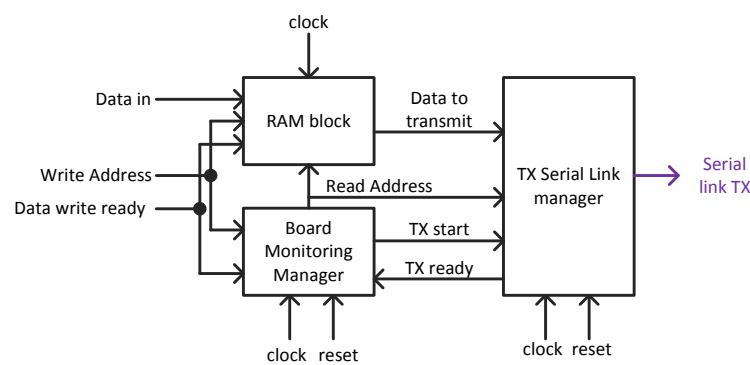 clock
Data in
RAM block
Data to
transmit
Write Address
Read Address
TX Serial Link
manager
Serial
link TX
Data write ready
Board
Monitoring
Manager
TX start
TX ready
clock reset
clock reset